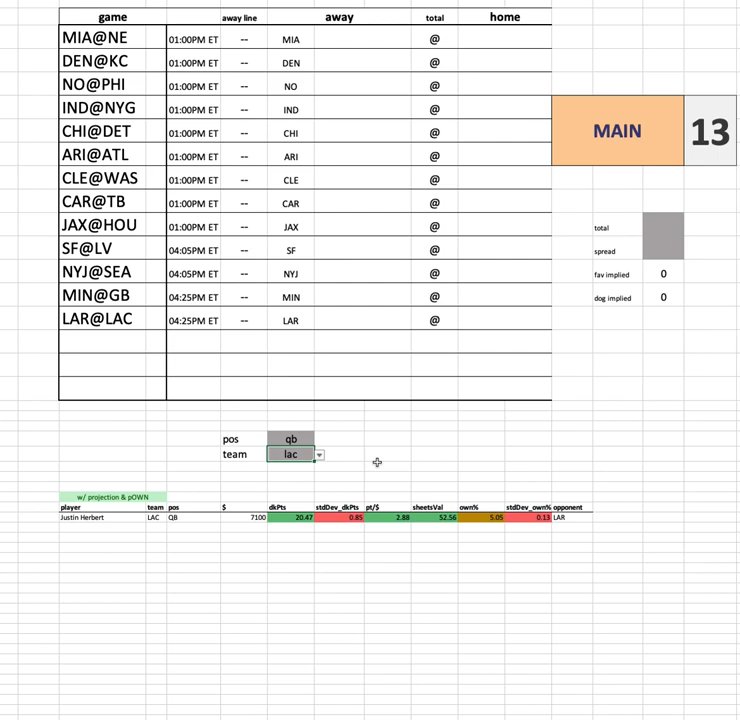 game away line away total home
MIA@NE 01:00PM ET -- MIA @
DEN@KC 01:00PM ET -- DEN @
NO@PHI 01:00PM ET -- NO @
IND@NYG 01:00PM ET -- IND @
CHI@DET 01:00PM ET -- CHI @
MAIN 13
ARI@ATL 01:00PM ET -- ARI @
CLE@WAS 01:00PM ET -- CLE @
CAR@TB 01:00PM ET -- CAR @
JAX@HOU 01:00PM ET -- JAX @
total
SF@LV 04:05PM ET -- SF @
spread
NYJ@SEA 04:05PM ET -- NYJ @
fav implied 0
MIN@GB 04:25PM ET -- MIN @
dog implied 0
LAR@LAC 04:25PM ET -- LAR @
pos qb
team lac
w/ projection & pOWN
player team pos $ dkPts stdDev_dkPts pt/$ sheetsVal own% stdDev_own% opponent
Justin Herbert LAC QB 7100 20.47 0.85 2.88 52.56 5.05 0.13 LAR